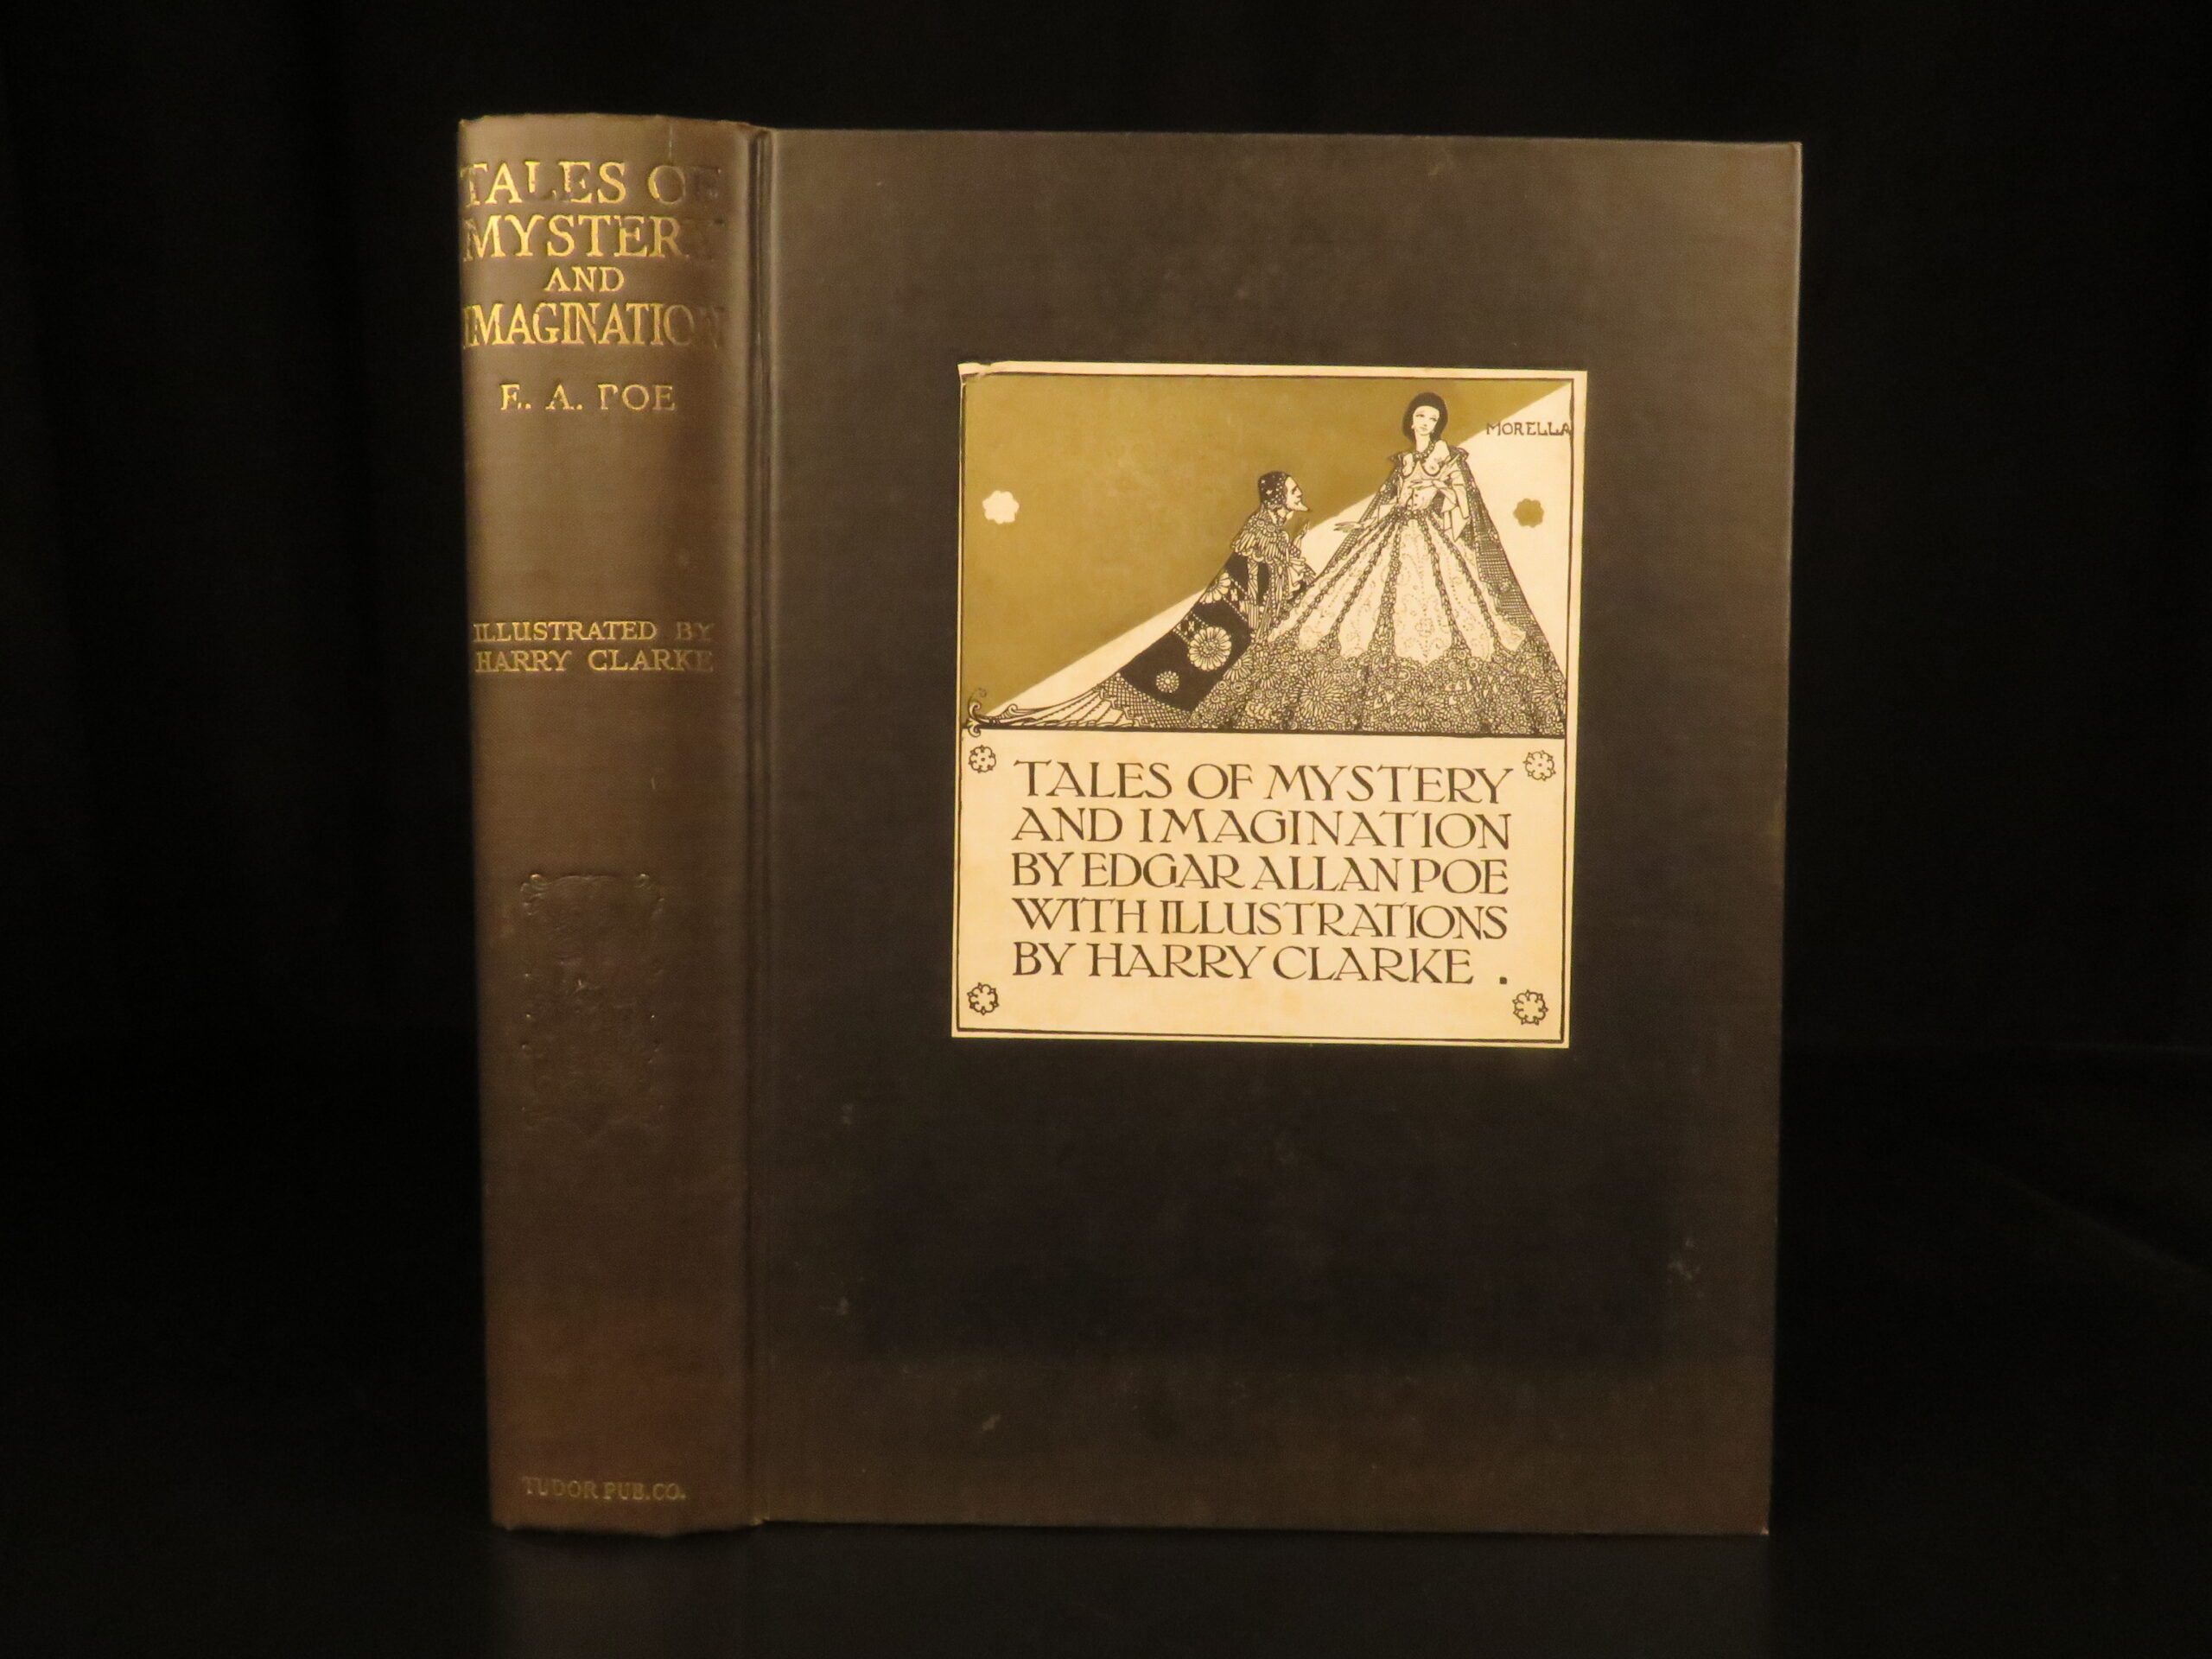 TALES OF
MYSTERY
AND
IMAGINATION
E. A. POE
ILLUSTRATED BY
HARRY CLARKE
TUDOR PUB. CO.
MORELLA
TALES OF MYSTERY
AND IMAGINATION
BY EDGAR ALLAN POE
WITH ILLUSTRATIONS
BY HARRY CLARKE .